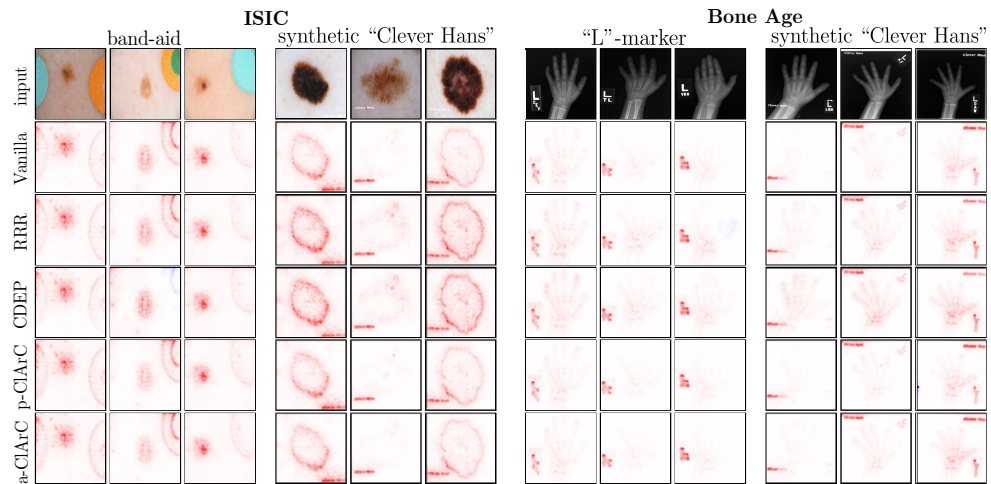 ISIC
Bone Age
band-aid
synthetic “Clever Hans”
“L”-marker
synthetic “Clever Hans”
input
Vanilla
RRR
CDEP
p-ClArC
a-ClArC